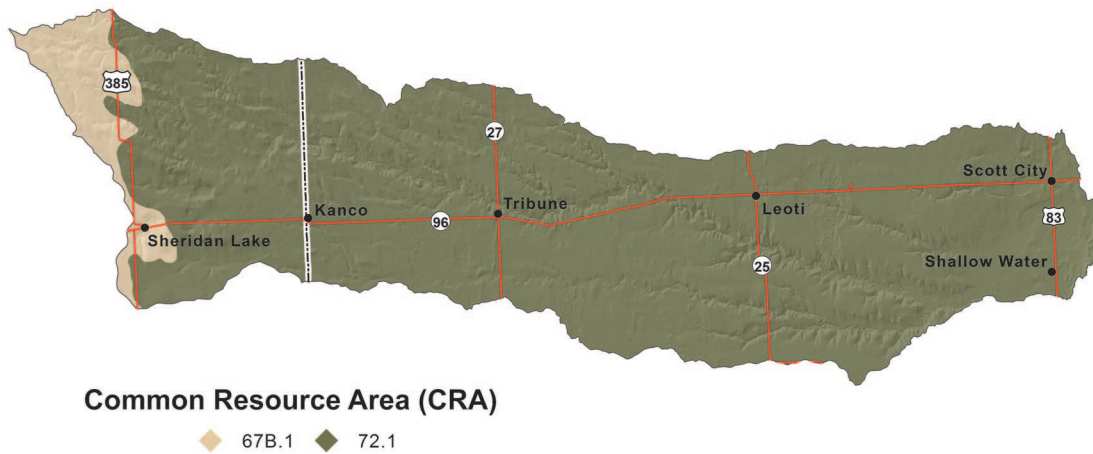 385
27
Scott City
Kanco
Tribune
Leoti
96
83
Sheridan Lake
Shallow Water
25
Common Resource Area (CRA)
67B.1 72.1